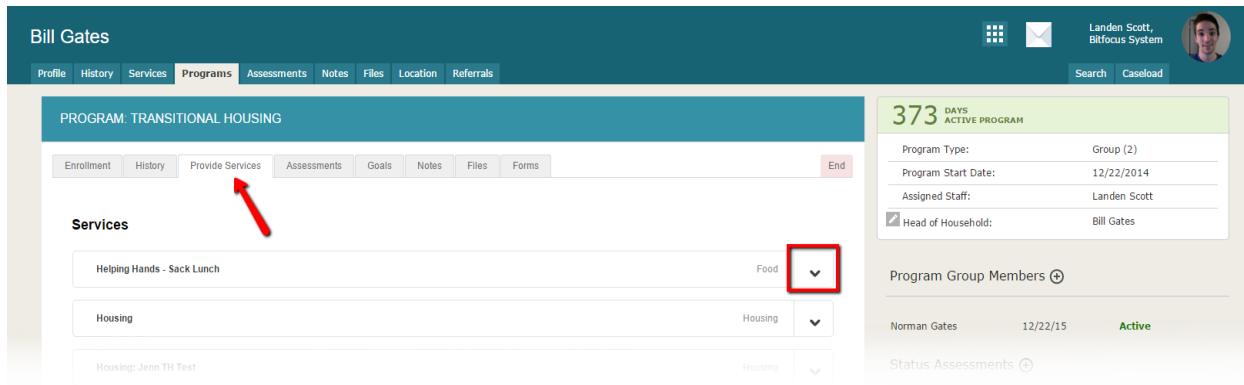 Bill Gates
Landen Scott,
Bitfocus System
Profile History Services Programs Assessments Notes Files Location Referrals
Search Caseload
PROGRAM: TRANSITIONAL HOUSING
Enrollment History Provide Services Assessments Goals Notes Files Forms End
Services
Helping Hands - Sack Lunch Food
Housing Housing
Housing: Jenn TH Test Housing
373 DAYS
ACTIVE PROGRAM
Program Type: Group (2)
Program Start Date: 12/22/2014
Assigned Staff: Landen Scott
Head of Household: Bill Gates
Program Group Members
Norman Gates 12/22/15 Active
Status Assessments